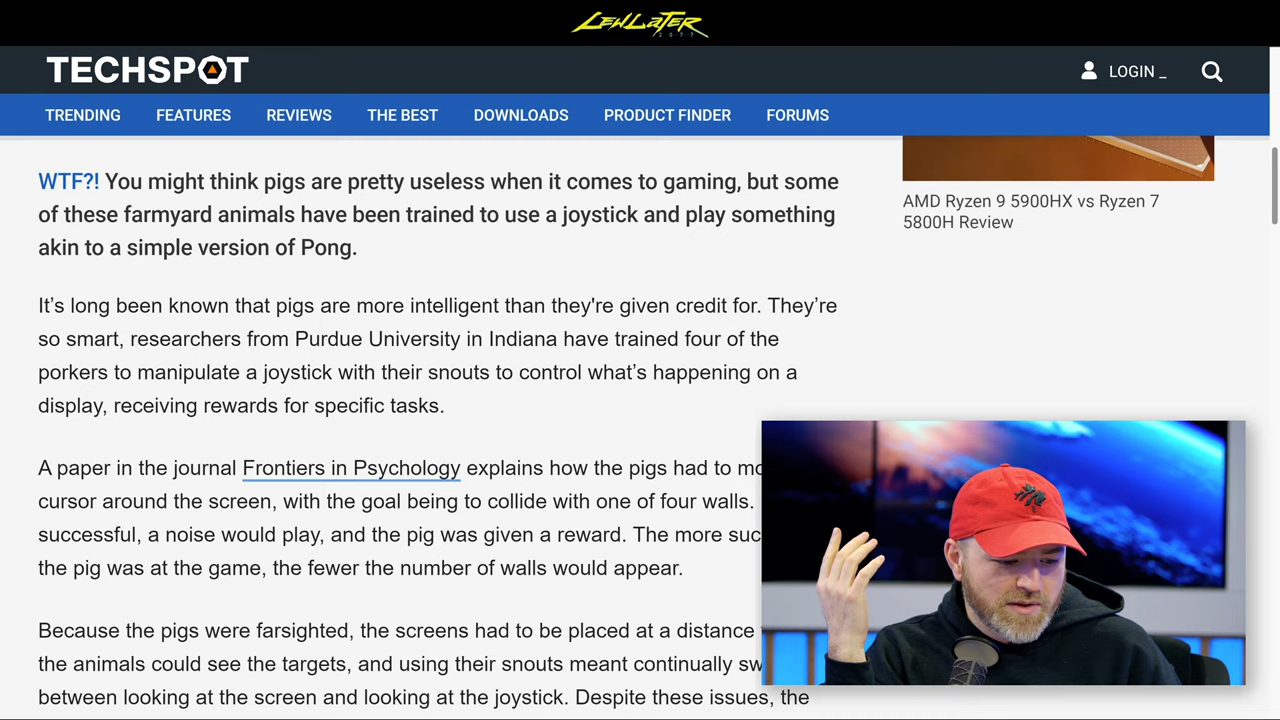 LEWLATER
2077
TECHSPOT
LOGIN _
TRENDING FEATURES REVIEWS THE BEST DOWNLOADS PRODUCT FINDER FORUMS
WTF?! You might think pigs are pretty useless when it comes to gaming, but some
of these farmyard animals have been trained to use a joystick and play something
akin to a simple version of Pong.
AMD Ryzen 9 5900HX vs Ryzen 7
5800H Review
It’s long been known that pigs are more intelligent than they're given credit for. They’re
so smart, researchers from Purdue University in Indiana have trained four of the
porkers to manipulate a joystick with their snouts to control what’s happening on a
display, receiving rewards for specific tasks.
A paper in the journal Frontiers in Psychology explains how the pigs had to
cursor around the screen, with the goal being to collide with one of four walls.
successful, a noise would play, and the pig was given a reward. The more
the pig was at the game, the fewer the number of walls would appear.
Because the pigs were farsighted, the screens had to be placed at a distance
the animals could see the targets, and using their snouts meant continually
between looking at the screen and looking at the joystick. Despite these issues, the